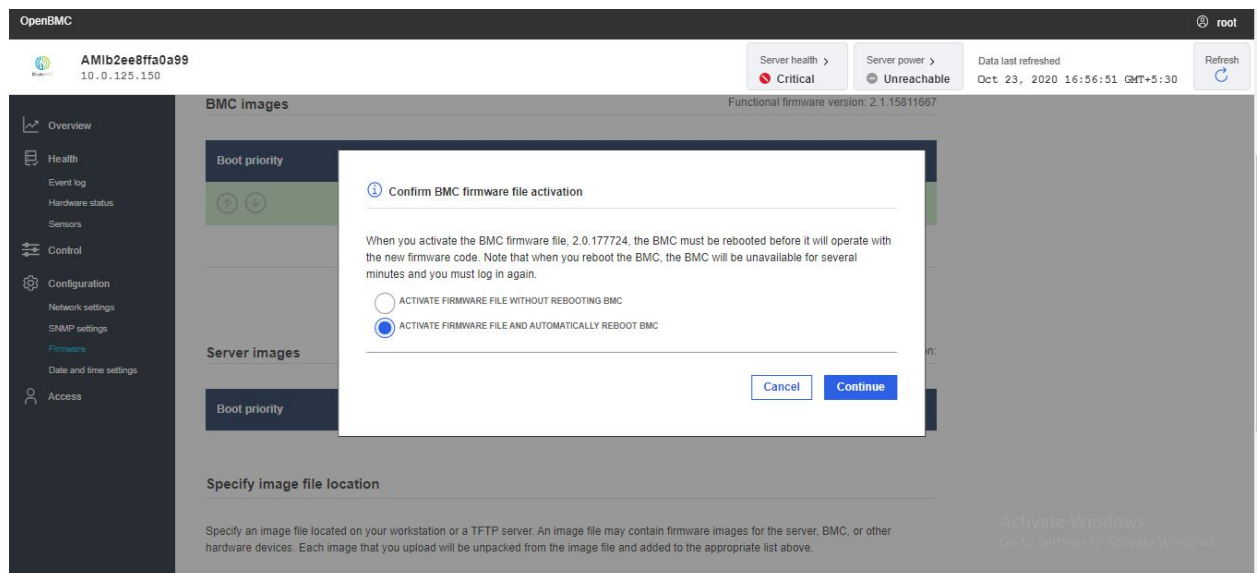 OpenBMC
root
AMIb2ee8ffa0a99
10.0.125.150
Server health >
Critical
Server power >
Unreachable
Data last refreshed
Oct 23, 2020 16:56:51 GMT+5:30
Refresh
Overview
Health
Event log
Hardware status
Sensors
Control
Configuration
Network settings
SNMP settings
Firmware
Date and time settings
Access
BMC images
Functional firmware version: 2.1.15811667
Boot priority
Confirm BMC firmware file activation
When you activate the BMC firmware file, 2.0.177724, the BMC must be rebooted before it will operate with
the new firmware code. Note that when you reboot the BMC, the BMC will be unavailable for several
minutes and you must log in again.
ACTIVATE FIRMWARE FILE WITHOUT REBOOTING BMC
ACTIVATE FIRMWARE FILE AND AUTOMATICALLY REBOOT BMC
Cancel
Continue
Server images
Boot priority
Specify image file location
Specify an image file located on your workstation or a TFTP server. An image file may contain firmware images for the server, BMC, or other
hardware devices. Each image that you upload will be unpacked from the image file and added to the appropriate list above.
Activate Windows
Go to Settings to activate Windows.